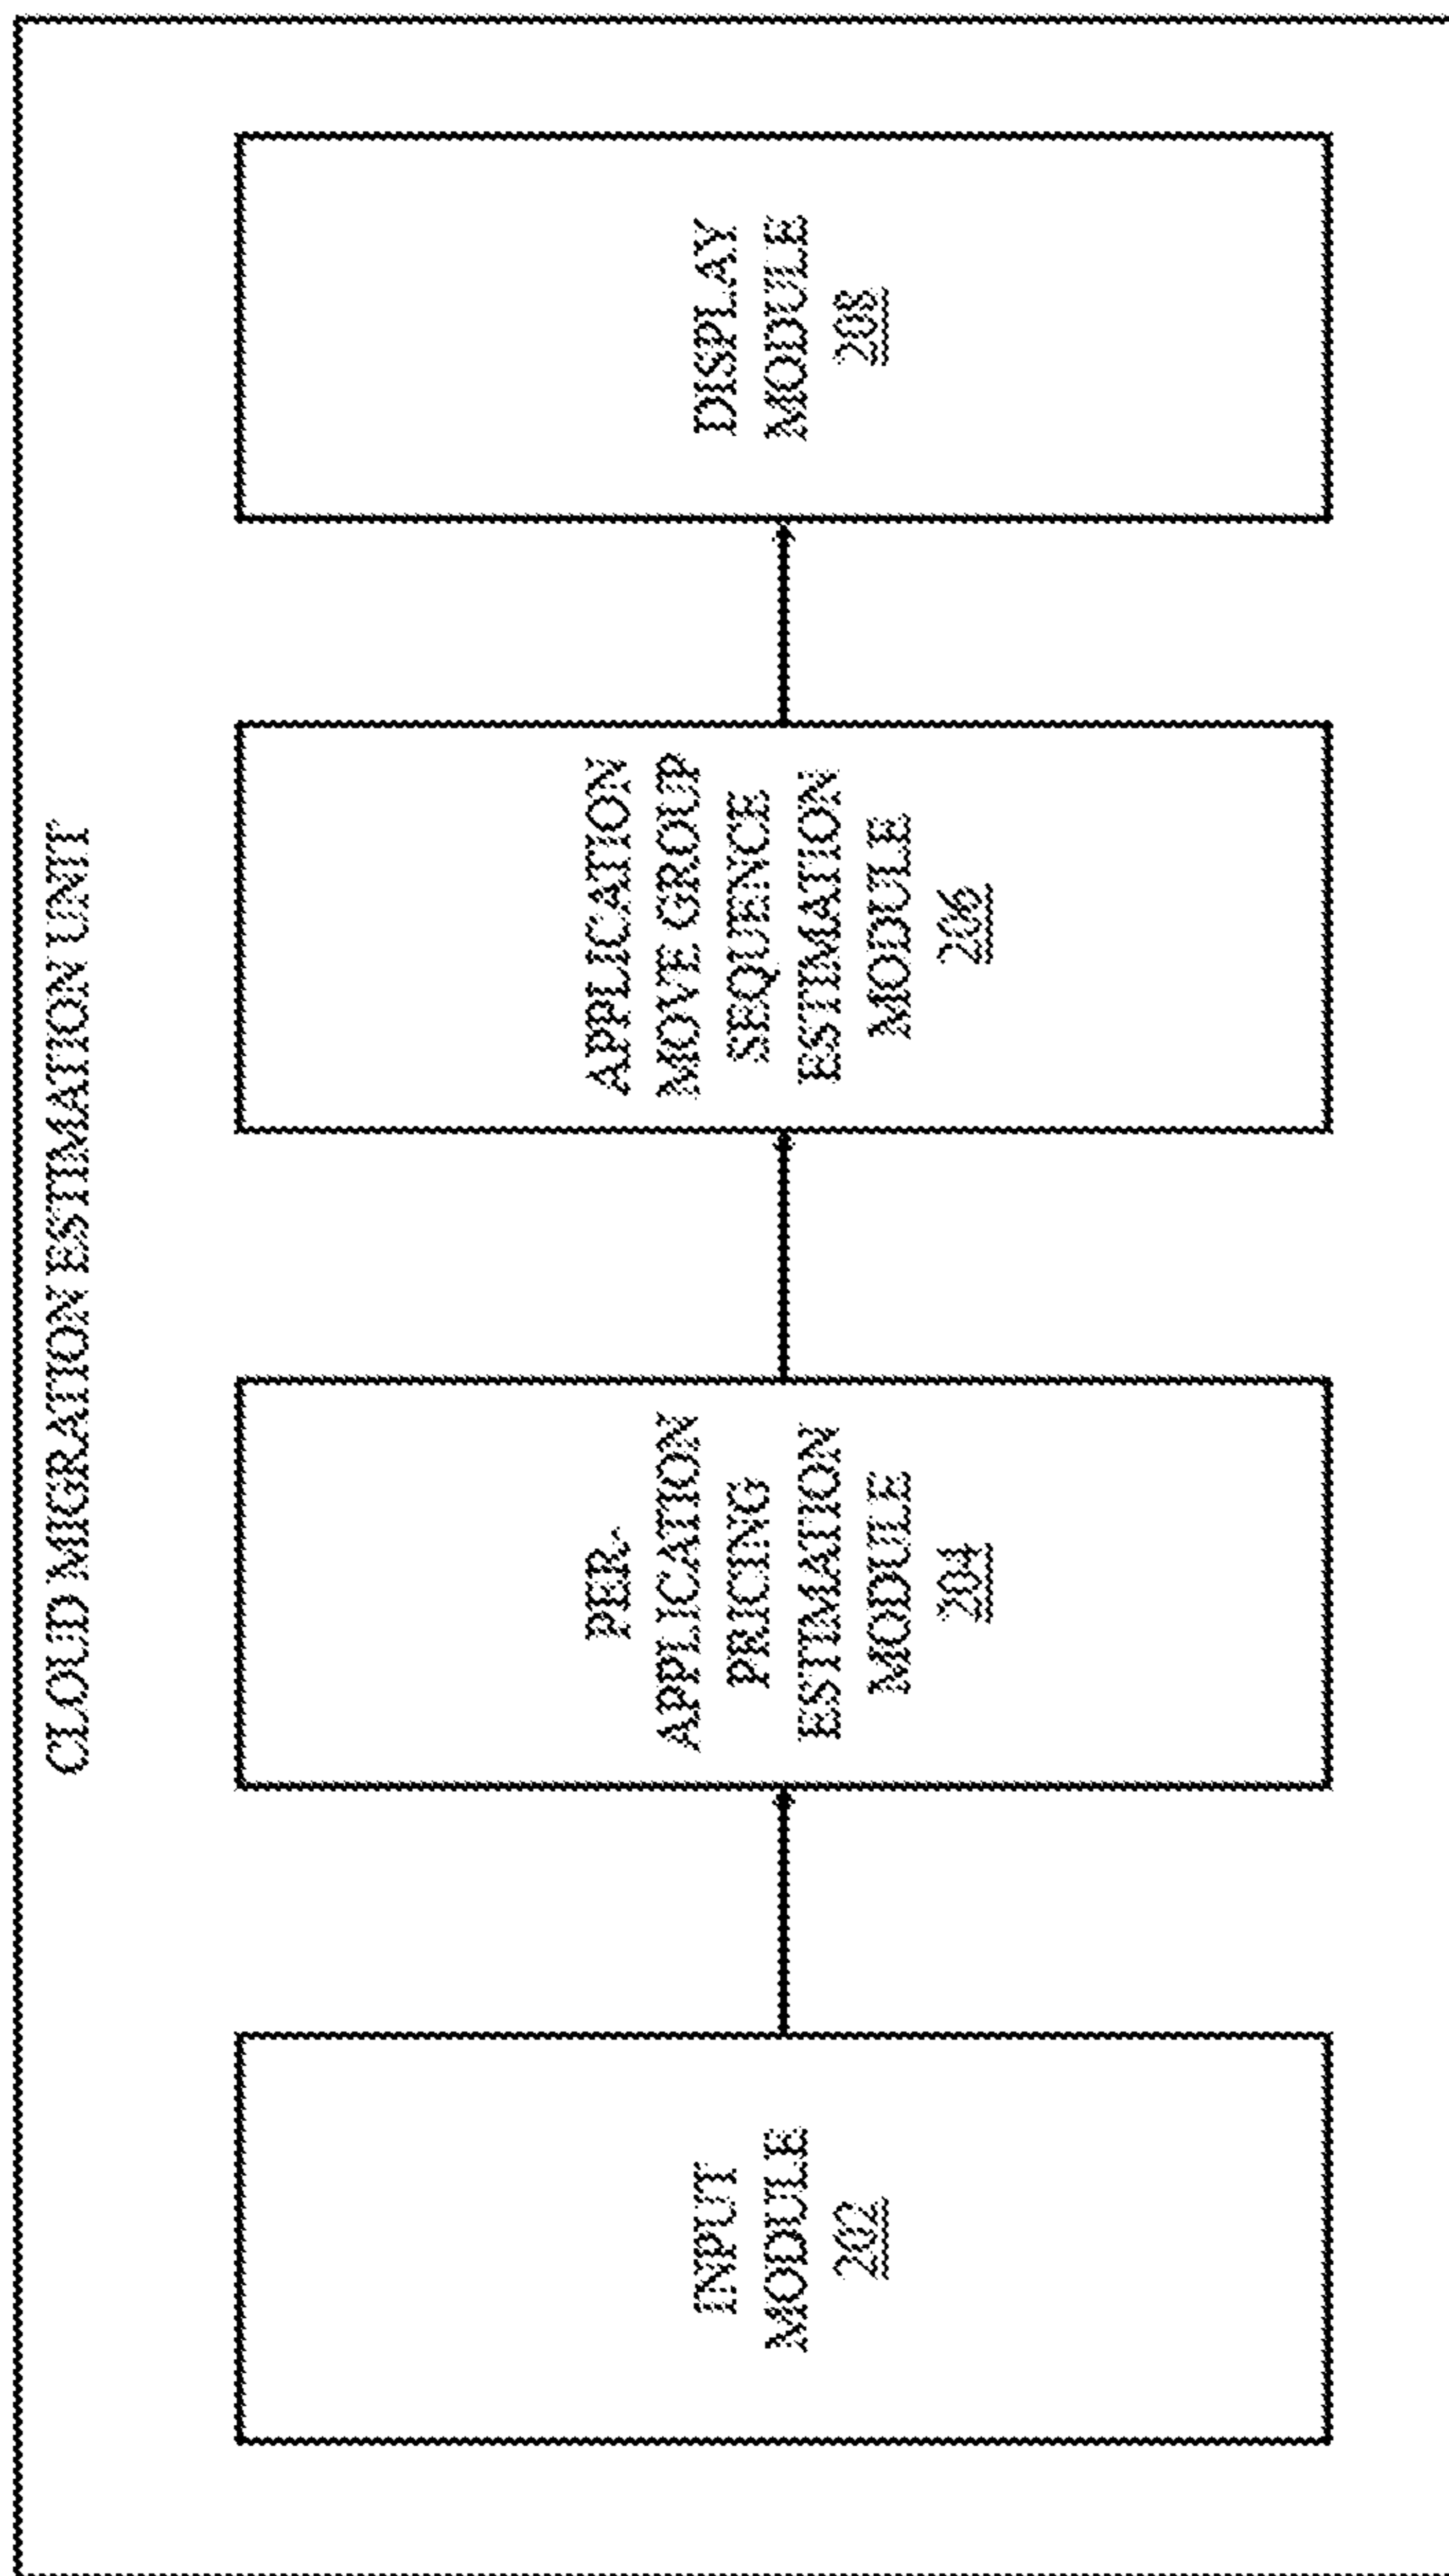 CLOUD MIGRATION ESTIMATION UNIT
INPUT
MODULE
202
PER
APPLICATION
PRICING
ESTIMATION
MODULE
204
APPLICATION
MOVE GROUP
SEQUENCE
ESTIMATION
MODULE
206
DISPLAY
MODULE
208